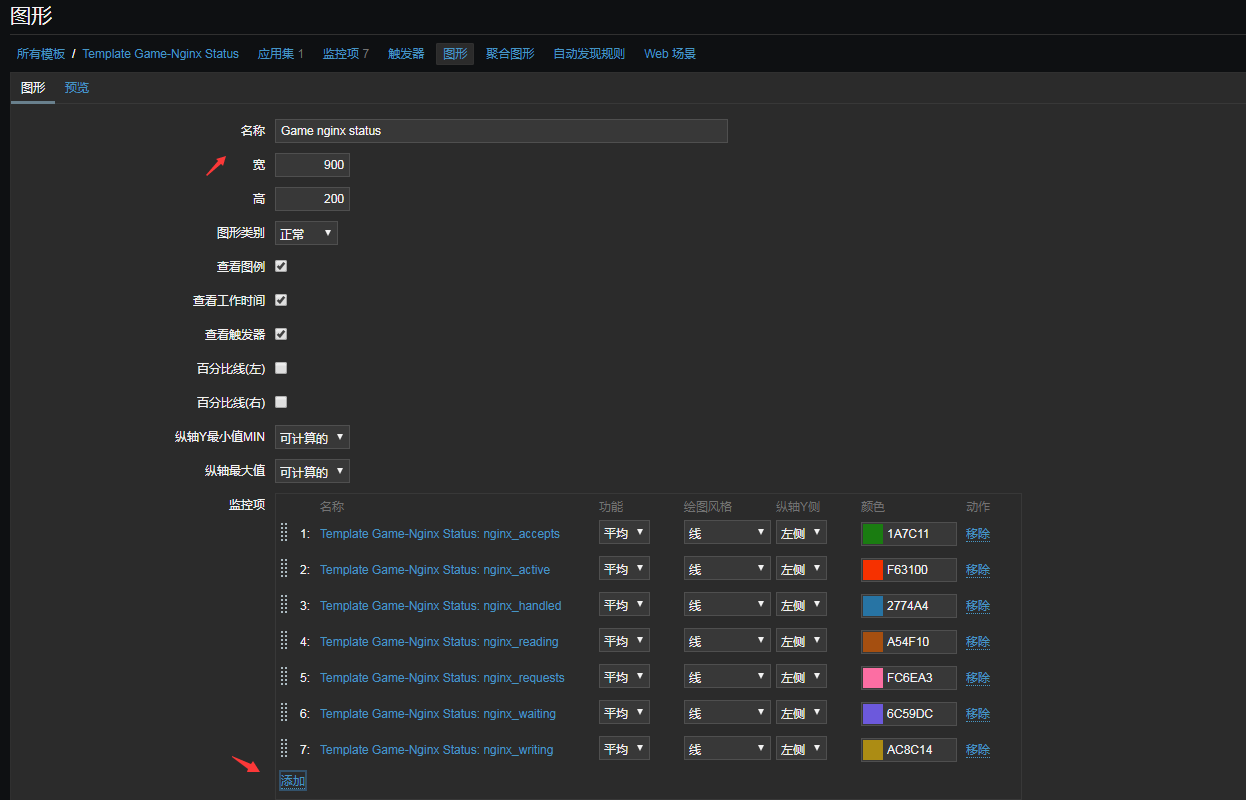 图形
所有模板 / Template Game-Nginx Status 应用集 1 监控项 7 触发器 图形 聚合图形 自动发现规则 Web 场景
图形 预览
名称 Game nginx status
宽 900
高 200
图形类别 正常
查看图例
查看工作时间
查看触发器
百分比线(左)
百分比线(右)
纵轴Y最小值MIN 可计算的
纵轴最大值 可计算的
监控项 名称 功能 绘图风格 纵轴Y侧 颜色 动作
1: Template Game-Nginx Status: nginx_accepts 平均 线 左侧 1A7C11 移除
2: Template Game-Nginx Status: nginx_active 平均 线 左侧 F63100 移除
3: Template Game-Nginx Status: nginx_handled 平均 线 左侧 2774A4 移除
4: Template Game-Nginx Status: nginx_reading 平均 线 左侧 A54F10 移除
5: Template Game-Nginx Status: nginx_requests 平均 线 左侧 FC6EA3 移除
6: Template Game-Nginx Status: nginx_waiting 平均 线 左侧 6C59DC 移除
7: Template Game-Nginx Status: nginx_writing 平均 线 左侧 AC8C14 移除
添加